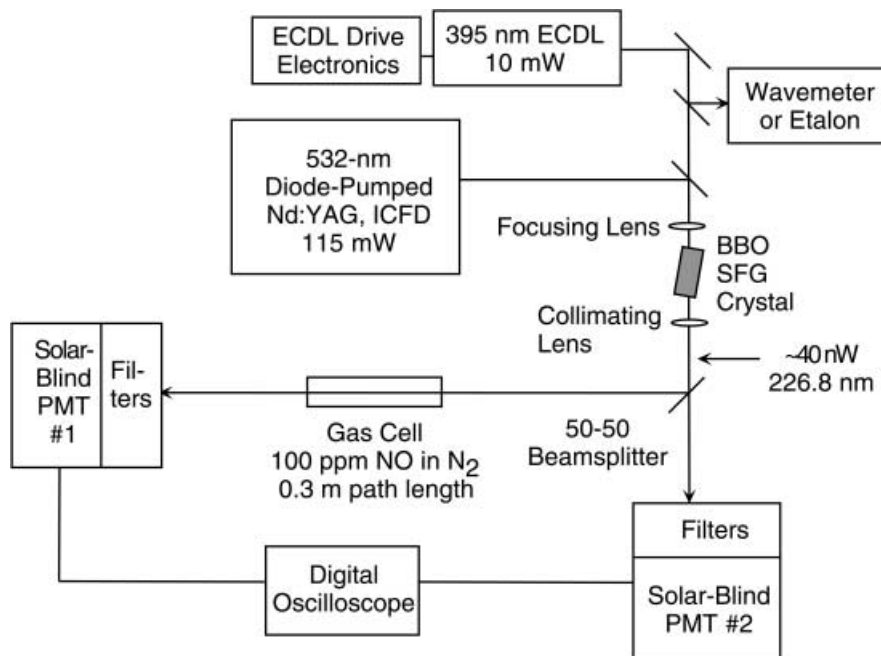 ECDL Drive
Electronics
395 nm ECDL
10 mW
Wavemeter
or Etalon
532-nm
Diode-Pumped
Nd:YAG, ICFD
115 mW
Focusing Lens
BBO
SFG
Crystal
Collimating
Lens
~40 nW
226.8 nm
Solar-
Blind
PMT
#1
Fil-
ters
Gas Cell
100 ppm NO in N2
0.3 m path length
50-50
Beamsplitter
Filters
Solar-Blind
PMT #2
Digital
Oscilloscope